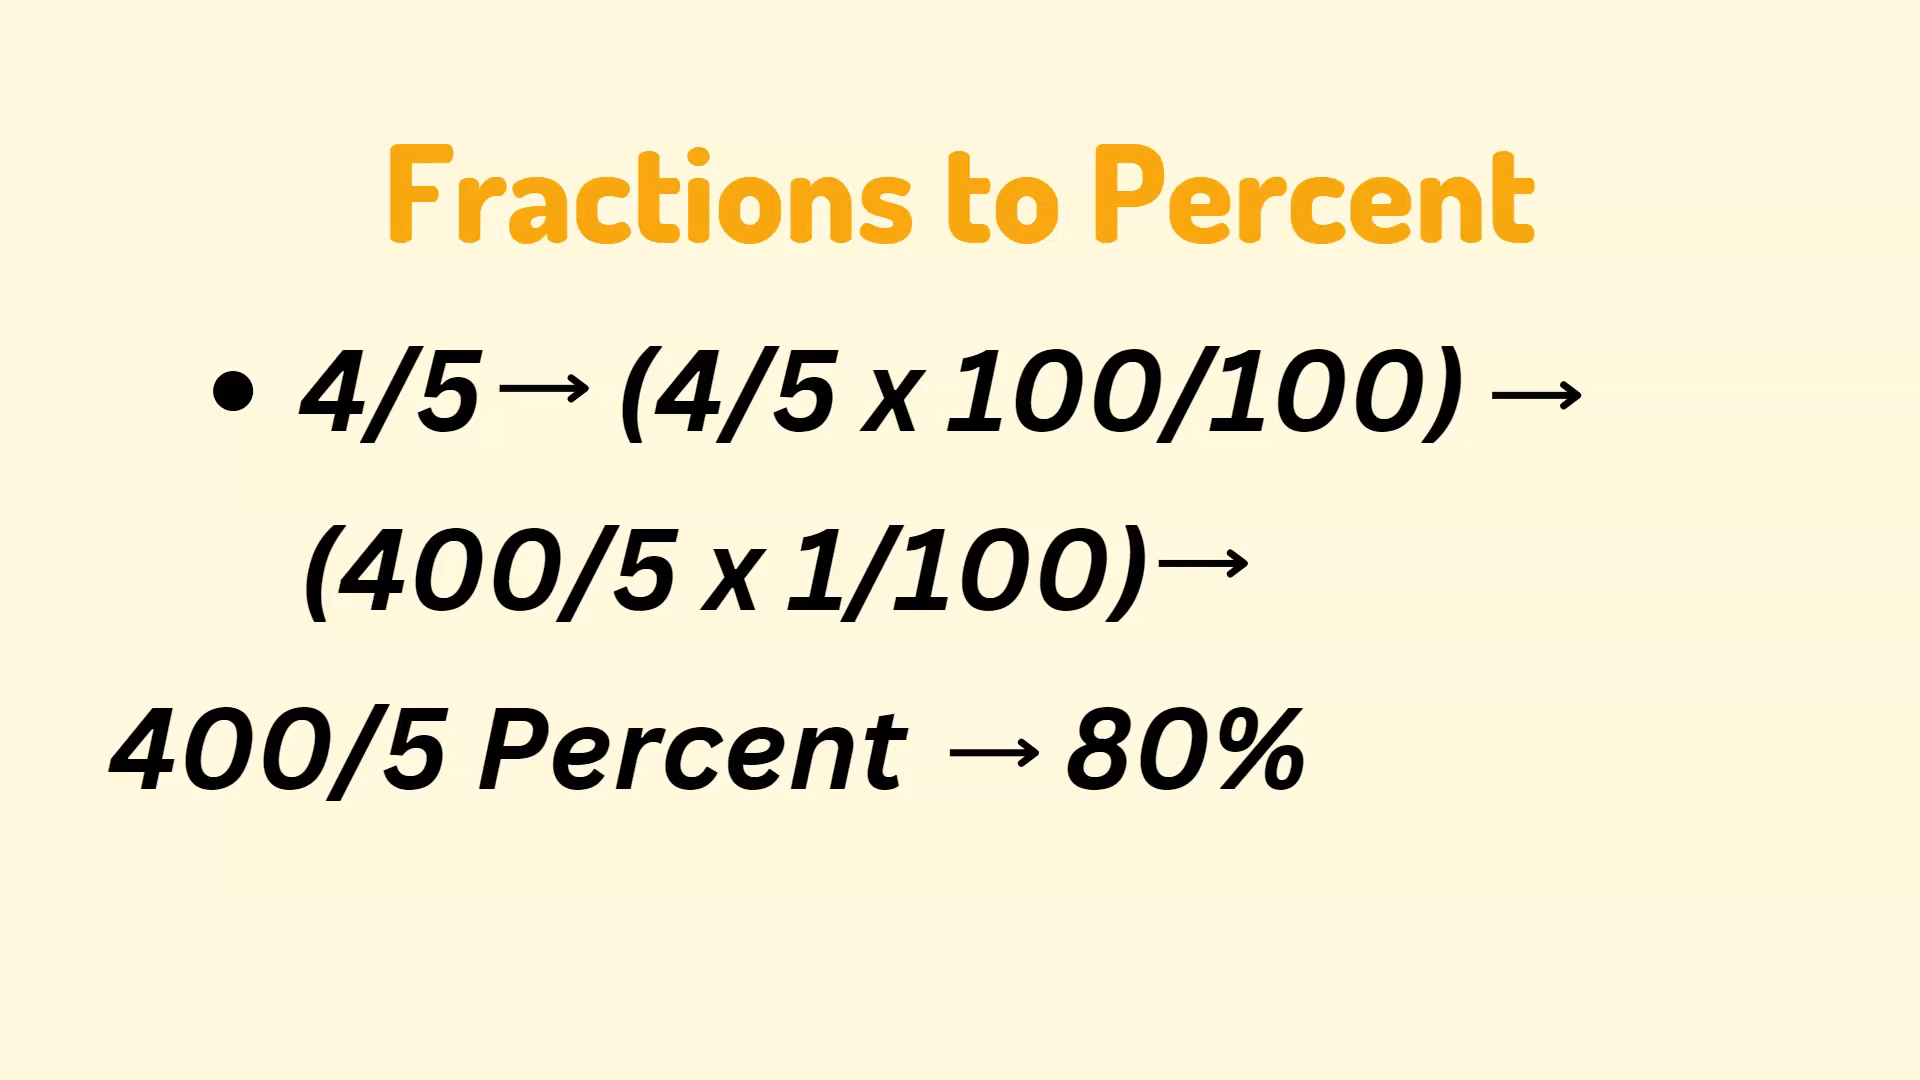 Fractions to Percent
• 4/5 → (4/5 x 100/100) →
(400/5 x 1/100) →
400/5 Percent → 80%